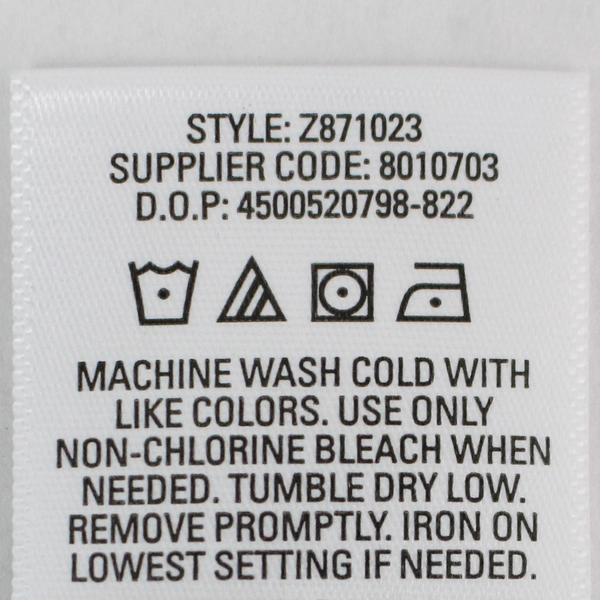 STYLE: Z871023
SUPPLIER CODE: 8010703
D.O.P: 4500520798-822
MACHINE WASH COLD WITH
LIKE COLORS. USE ONLY
NON-CHLORINE BLEACH WHEN
NEEDED. TUMBLE DRY LOW.
REMOVE PROMPTLY. IRON ON
LOWEST SETTING IF NEEDED.